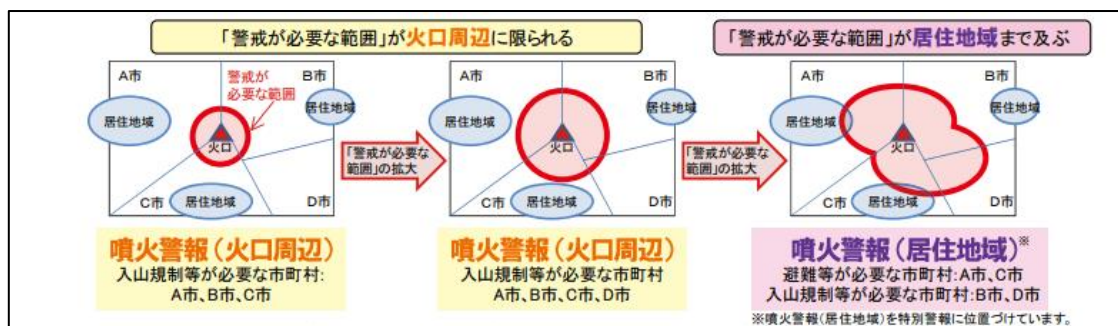 「警戒が必要な範囲」が火口周辺に限られる
「警戒が必要な範囲」が居住地域まで及ぶ
A市
警戒が
必要な範囲
B市
居住地域
居住地域
火口
C市
居住地域
D市
「警戒が必要な
範囲」の拡大
A市
B市
居住地域
居住地域
火口
C市
居住地域
D市
「警戒が必要な
範囲」の拡大
A市
B市
居住地域
居住地域
火口
C市
居住地域
D市
噴火警報(火口周辺)
入山規制等が必要な市町村:
A市、B市、C市
噴火警報(火口周辺)
入山規制等が必要な市町村
A市、B市、C市、D市
噴火警報(居住地域)※
避難等が必要な市町村:A市、C市
入山規制等が必要な市町村:B市、D市
※噴火警報(居住地域)を特別警報に位置づけています。